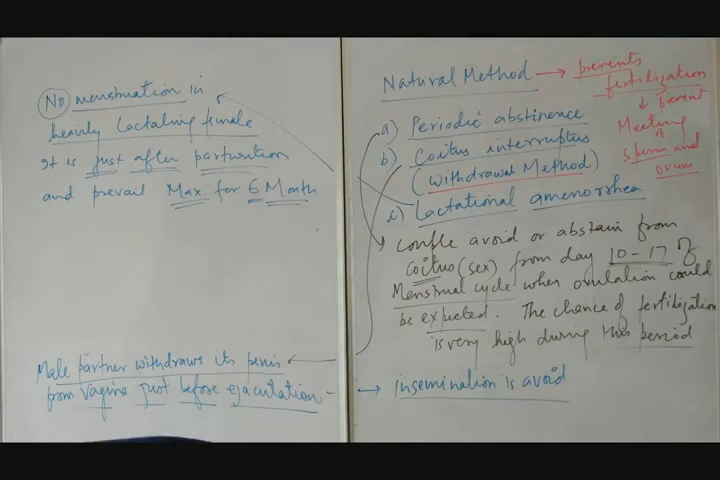 No menstruation in
heavily Lactating female
It is just after parturition
and prevail Max. for 6 Month
Male partner withdraws its penis
from vagina just before ejaculation -
Natural Method → prevents
fertilization
↓ prevent
Meeting
of
sperm and
ovum
a) Periodic abstinence
b) Coitus interruptus
(withdrawal Method)
c) Lactational amenorrhea
Couple avoid or abstain from
coitus (sex) from day 10-17 of
Menstrual cycle when ovulation could
be expected. The chance of fertilization
is very high during this period
→ insemination is avoid